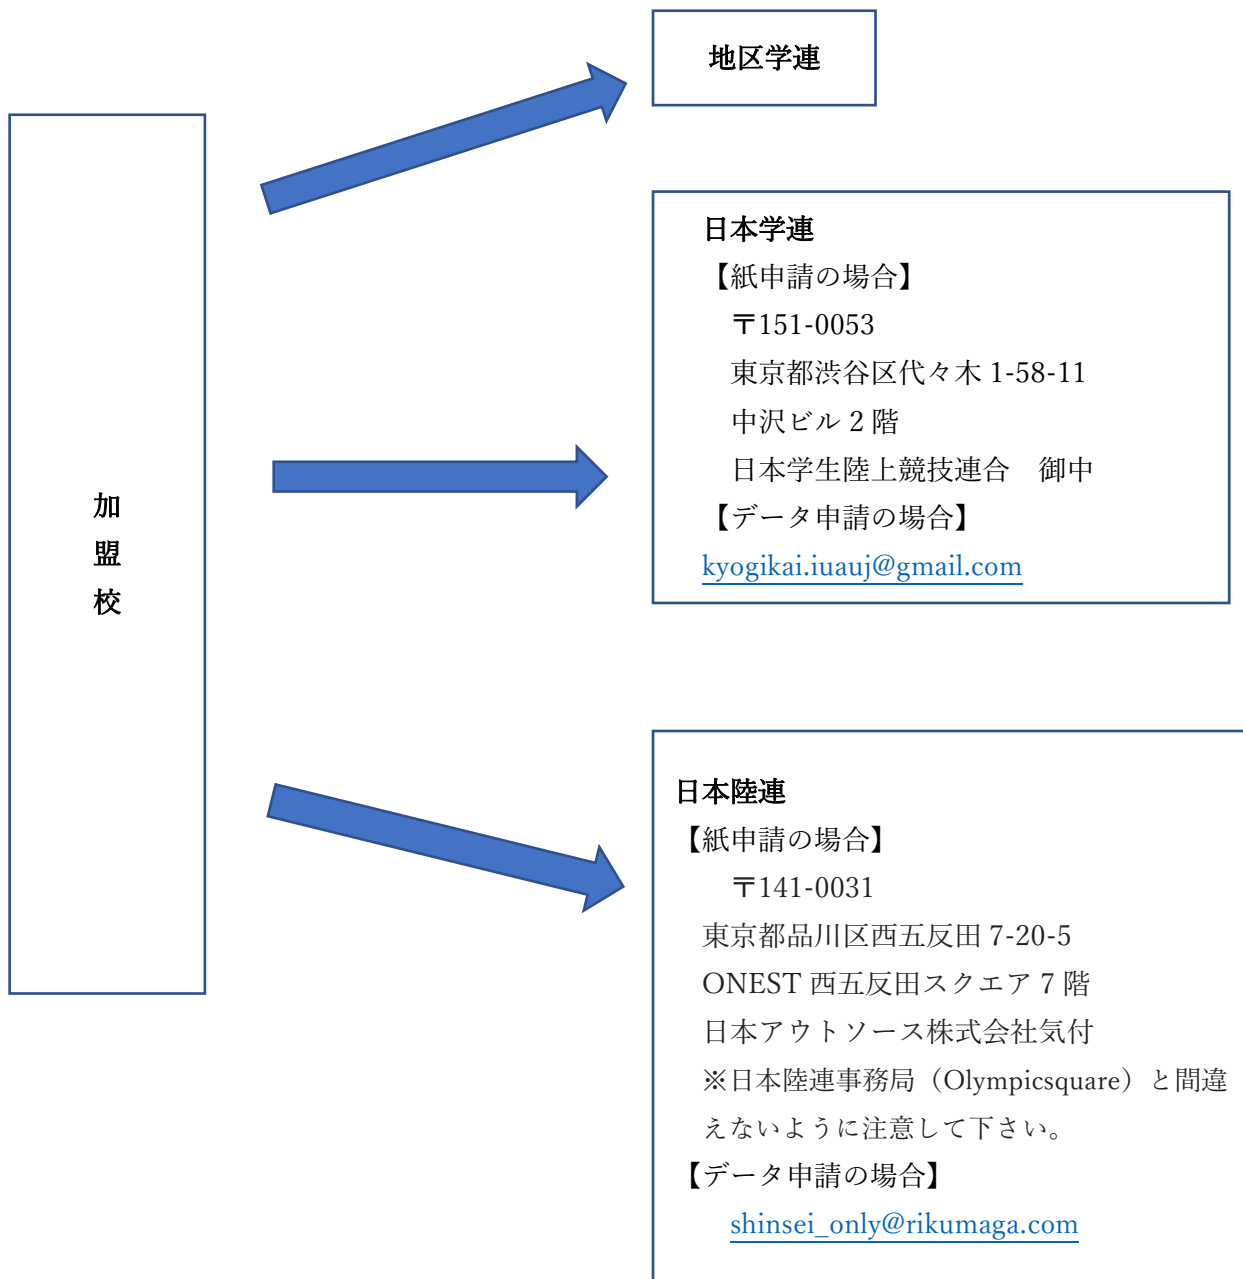 地区学連
加
盟
校
日本学連
【紙申請の場合】
〒151-0053
東京都渋谷区代々木 1-58-11
中沢ビル 2 階
日本学生陸上競技連合　御中
【データ申請の場合】
kyogikai.iuauj@gmail.com
日本陸連
【紙申請の場合】
〒141-0031
東京都品川区西五反田 7-20-5
ONEST 西五反田スクエア 7 階
日本アウトソース株式会社気付
※日本陸連事務局（Olympicsquare）と間違
えないように注意して下さい。
【データ申請の場合】
shinsei_only@rikumaga.com